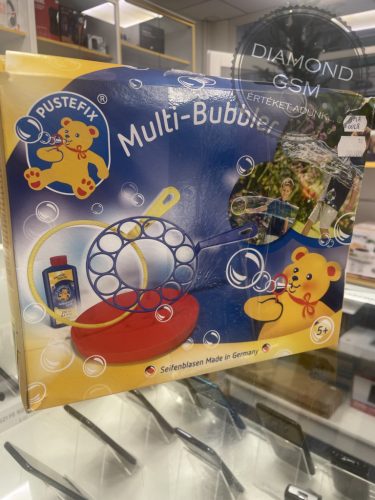 DIAMOND
GSM
ÉRTÉKET ADUNK
PUSTEFIX®
Multi-Bubbler
5+
Seifenblasen Made in Germany